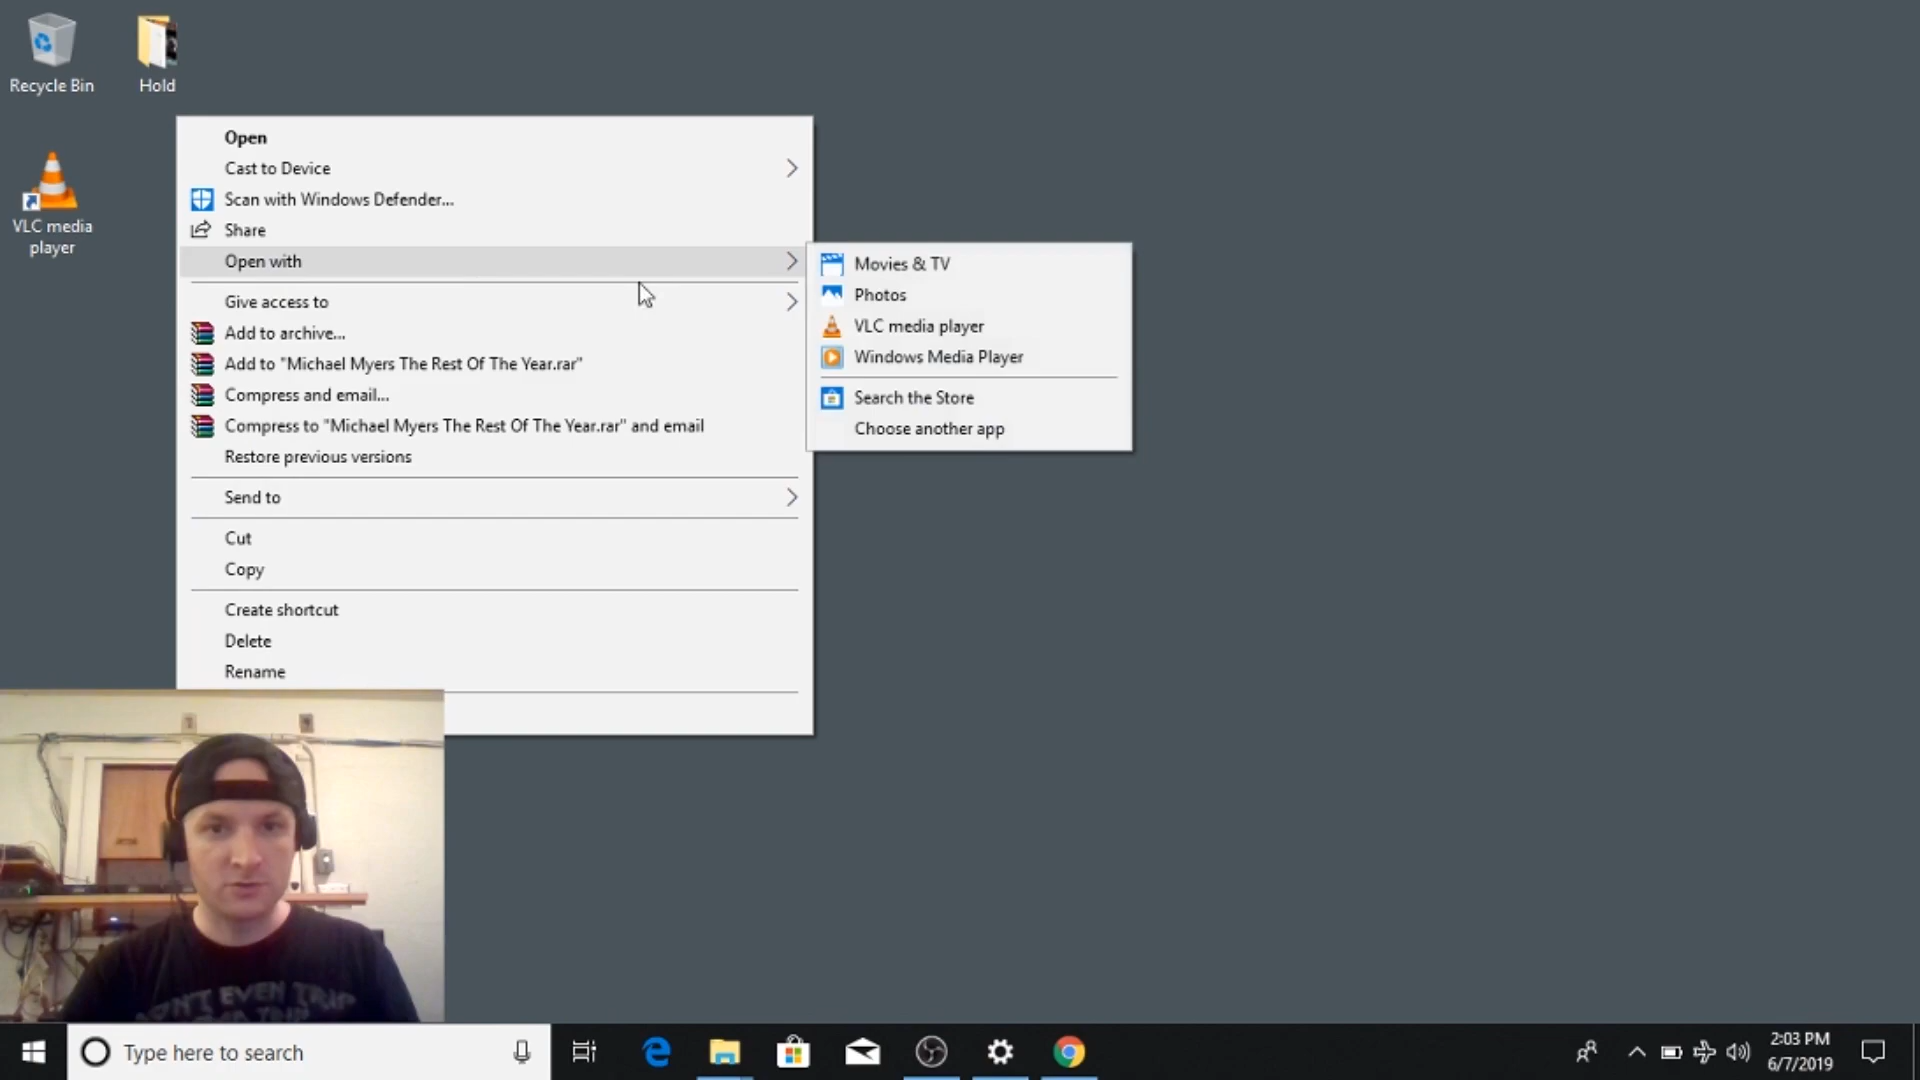 Recycle Bin
Hold
VLC media
player
Open
Cast to Device
Scan with Windows Defender...
Share
Open with
Give access to
Add to archive...
Add to "Michael Myers The Rest Of The Year.rar"
Compress and email...
Compress to "Michael Myers The Rest Of The Year.rar" and email
Restore previous versions
Send to
Cut
Copy
Create shortcut
Delete
Rename
Movies & TV
Photos
VLC media player
Windows Media Player
Search the Store
Choose another app
EVEN TRIP
Type here to search
2:03 PM
6/7/2019